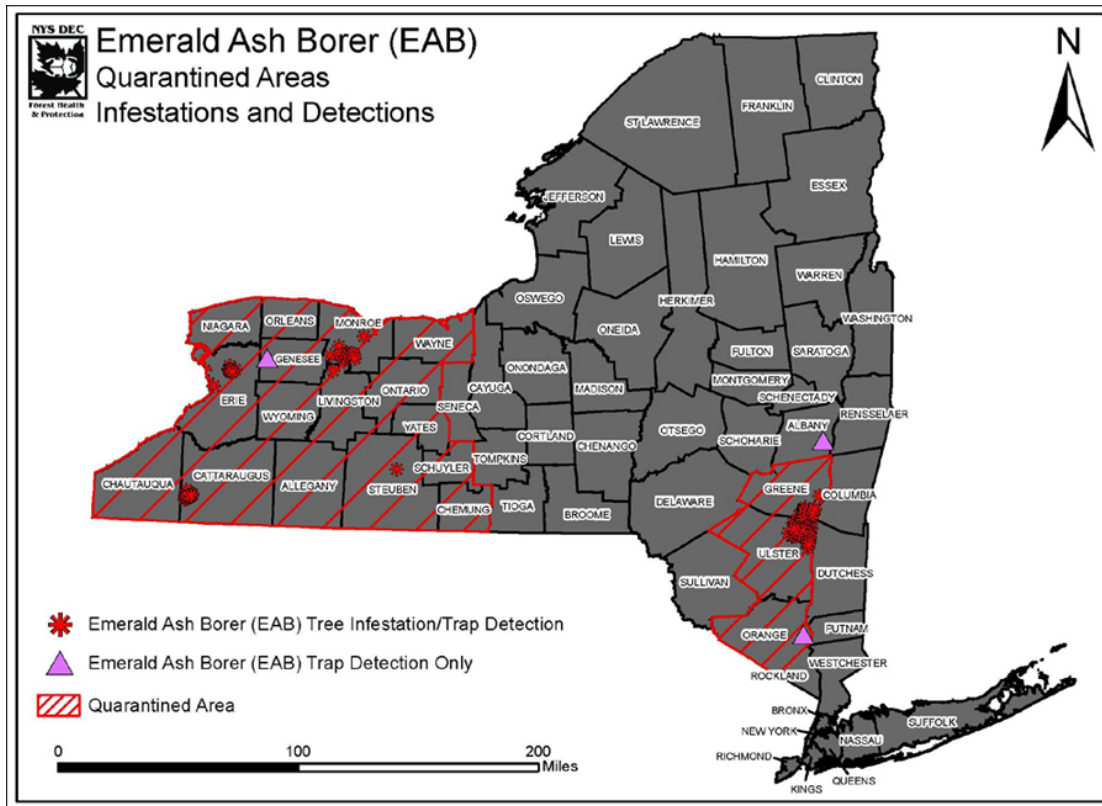 NYS DEC
Forest Health
& Protection
Emerald Ash Borer (EAB)
Quarantined Areas
Infestations and Detections
N
CLINTON
FRANKLIN
ST LAWRENCE
ESSEX
JEFFERSON
LEWIS
HAMILTON
WARREN
HERKIMER
OSWEGO
WASHINGTON
ONEIDA
NIAGARA
ORLEANS
MONROE
WAYNE
FULTON
SARATOGA
GENESEE
ONONDAGA
MADISON
MONTGOMERY
SCHENECTADY
ONTARIO
CAYUGA
SENECA
ERIE
WYOMING
LIVINGSTON
RENSSELAER
YATES
ALBANY
OTSEGO
SCHOHARIE
CORTLAND
CHENANGO
TOMPKINS
SCHUYLER
STEUBEN
CHAUTAUQUA
CATTARAUGUS
ALLEGANY
GREENE
COLUMBIA
DELAWARE
CHEMUNG
TIOGA
BROOME
ULSTER
DUTCHESS
SULLIVAN
ORANGE
PUTNAM
WESTCHESTER
ROCKLAND
BRONX
NEW YORK
SUFFOLK
NASSAU
RICHMOND
QUEENS
KINGS
Emerald Ash Borer (EAB) Tree Infestation/Trap Detection
Emerald Ash Borer (EAB) Trap Detection Only
Quarantined Area
0 100 200
Miles